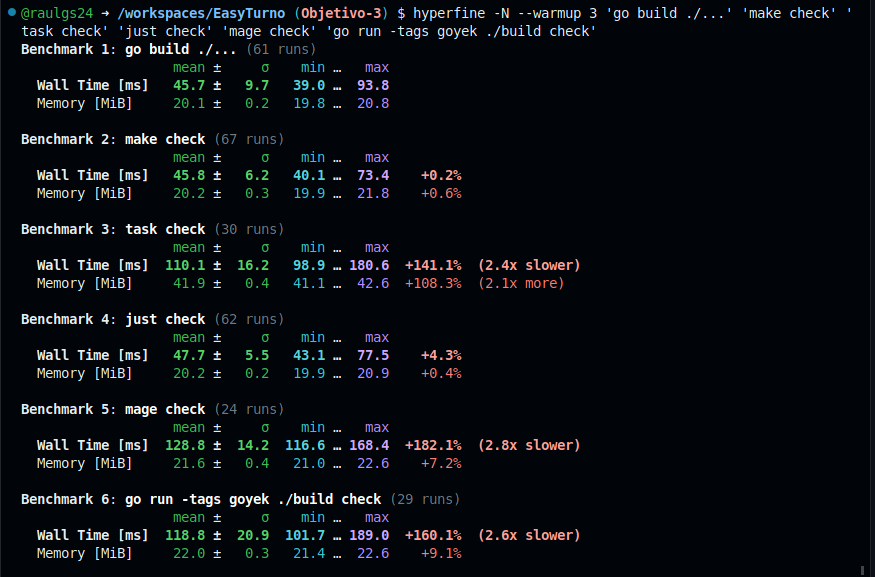 @raulgs24 → /workspaces/EasyTurno (Objetivo-3) $ hyperfine -N --warmup 3 'go build ./...' 'make check' '
task check' 'just check' 'mage check' 'go run -tags goyek ./build check'
Benchmark 1: go build ./... (61 runs)
mean ± σ min … max
Wall Time [ms] 45.7 ± 9.7 39.0 … 93.8
Memory [MiB] 20.1 ± 0.2 19.8 … 20.8
Benchmark 2: make check (67 runs)
mean ± σ min … max
Wall Time [ms] 45.8 ± 6.2 40.1 … 73.4 +0.2%
Memory [MiB] 20.2 ± 0.3 19.9 … 21.8 +0.6%
Benchmark 3: task check (30 runs)
mean ± σ min … max
Wall Time [ms] 110.1 ± 16.2 98.9 … 180.6 +141.1% (2.4x slower)
Memory [MiB] 41.9 ± 0.4 41.1 … 42.6 +108.3% (2.1x more)
Benchmark 4: just check (62 runs)
mean ± σ min … max
Wall Time [ms] 47.7 ± 5.5 43.1 … 77.5 +4.3%
Memory [MiB] 20.2 ± 0.2 19.9 … 20.9 +0.4%
Benchmark 5: mage check (24 runs)
mean ± σ min … max
Wall Time [ms] 128.8 ± 14.2 116.6 … 168.4 +182.1% (2.8x slower)
Memory [MiB] 21.6 ± 0.4 21.0 … 22.6 +7.2%
Benchmark 6: go run -tags goyek ./build check (29 runs)
mean ± σ min … max
Wall Time [ms] 118.8 ± 20.9 101.7 … 189.0 +160.1% (2.6x slower)
Memory [MiB] 22.0 ± 0.3 21.4 … 22.6 +9.1%